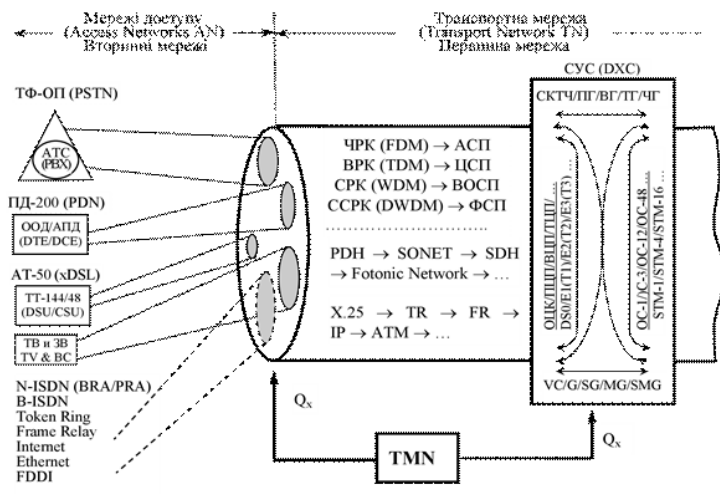 Мережі доступу
(Access Networks AN)
Вторинні мережі
Транспортна мережа
(Transport Network TN)
Первинна мережа
СУС (DXC)
ТФ-ОП (PSTN)
АТС
(PBX)
ПД-200 (PDN)
ООД/АПД
(DTE/DCE)
АТ-50 (xDSL)
ТТ-144/48
(DSU/CSU)
ТВ и ЗВ
TV & BC
N-ISDN (BRA/PRA)
B-ISDN
Token Ring
Frame Relay
Internet
Ethernet
FDDI
ЧРК (FDM) → АСП
ВРК (TDM) → ЦСП
СРК (WDM) → ВОСП
ССРК (DWDM) → ФСП
PDH → SONET → SDH
→ Fotonic Network → …
X.25 → TR → FR →
IP → ATM → …
СКТЧ/ПГ/ВГ/ТГ/ЧГ
ОЦК/ПЦП/ВЦП/ТЦП/
DS0/E1(T1)/E2(T2)/E3(T3)…
OC-1/OC-3/OC-12/OC-48…
STM-1/STM-4/STM-16…
VC/G/SG/MG/SMG
Qx
Qx
TMN